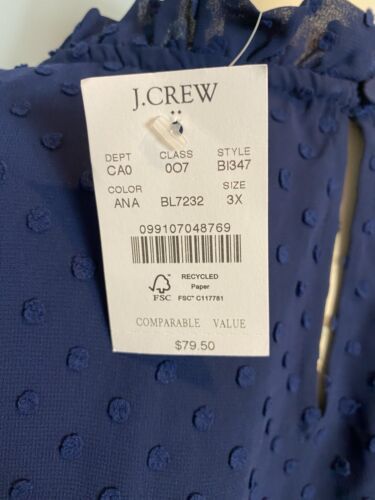 J.CREW
DEPT CLASS STYLE
CA0 0O7 BI347
COLOR SIZE
ANA BL7232 3X
099107048769
FSC
RECYCLED
Paper
FSC® C117781
COMPARABLE VALUE
$79.50